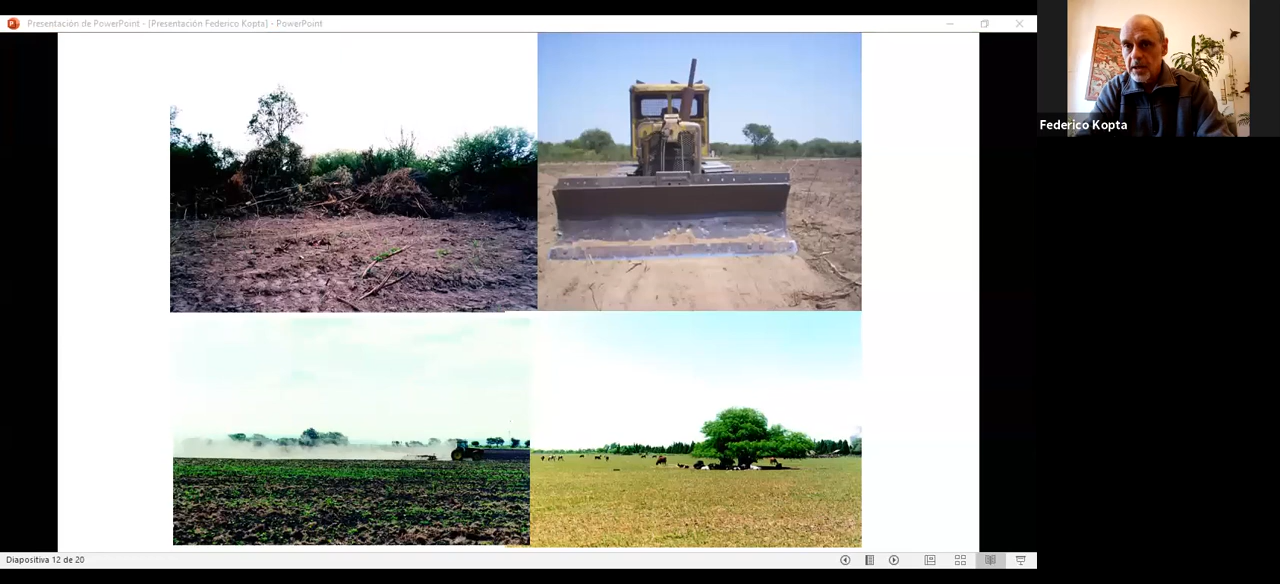 Presentación de PowerPoint - [Presentación Federico Kopta] - PowerPoint
Federico Kopta
Diapositiva 12 de 20